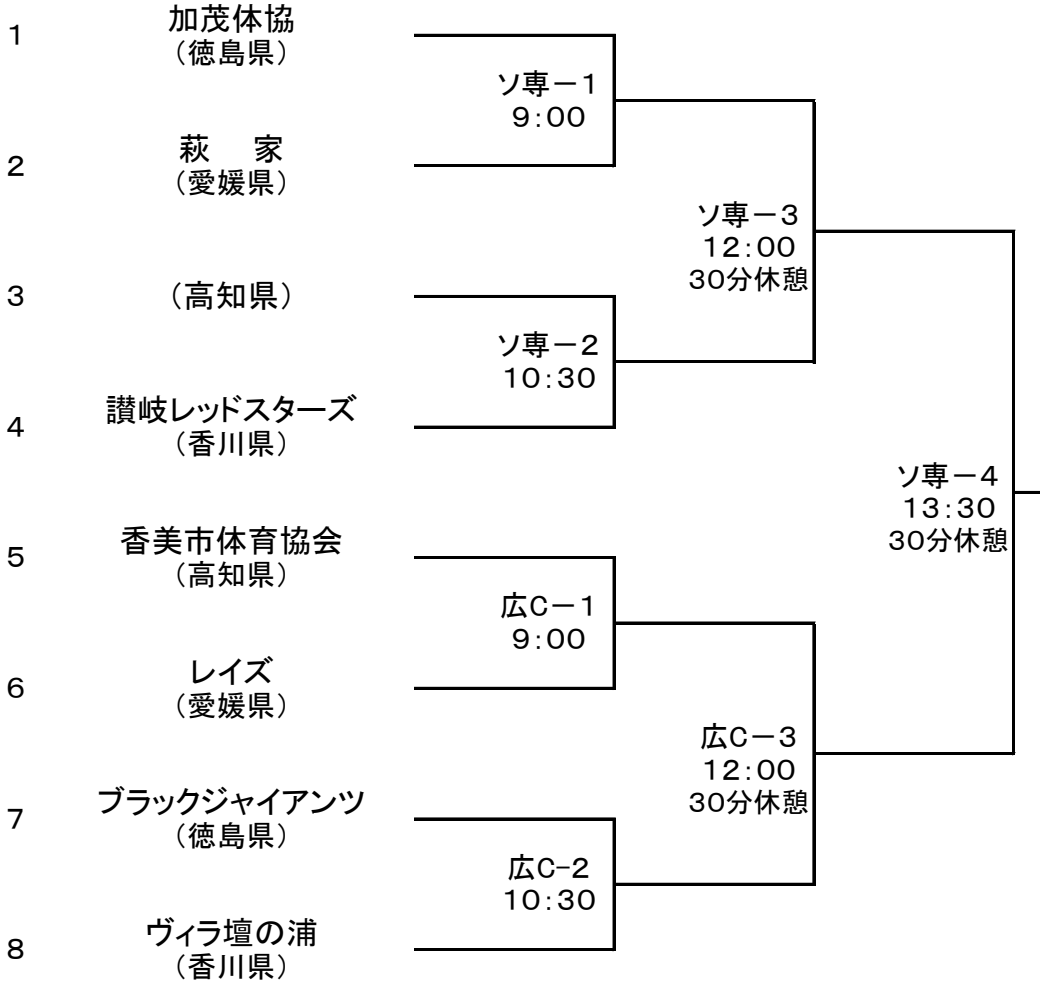 1
加茂体協
（徳島県）
ソ専－１
９：００
2
萩　家
（愛媛県）
ソ専－３
１２：００
３０分休憩
3
（高知県）
ソ専－２
１０：３０
4
讃岐レッドスターズ
（香川県）
ソ専－４
１３：３０
３０分休憩
5
香美市体育協会
（高知県）
広C－１
９：００
6
レイズ
（愛媛県）
広C－３
１２：００
３０分休憩
7
ブラックジャイアンツ
（徳島県）
広C-２
１０：３０
8
ヴィラ壇の浦
（香川県）